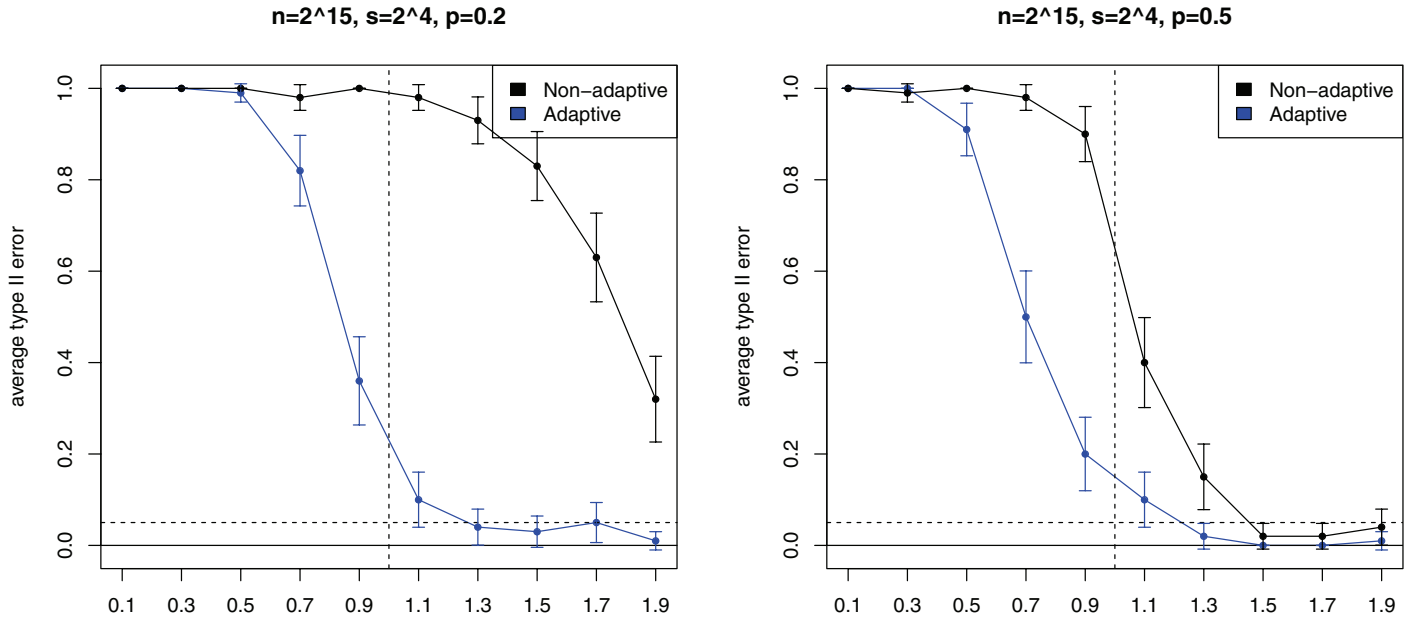 n=2^15, s=2^4, p=0.2
average type II error
1.0
0.8
0.6
0.4
0.2
0.0
Non−adaptive
Adaptive
0.1 0.3 0.5 0.7 0.9 1.1 1.3 1.5 1.7 1.9
n=2^15, s=2^4, p=0.5
average type II error
1.0
0.8
0.6
0.4
0.2
0.0
Non−adaptive
Adaptive
0.1 0.3 0.5 0.7 0.9 1.1 1.3 1.5 1.7 1.9